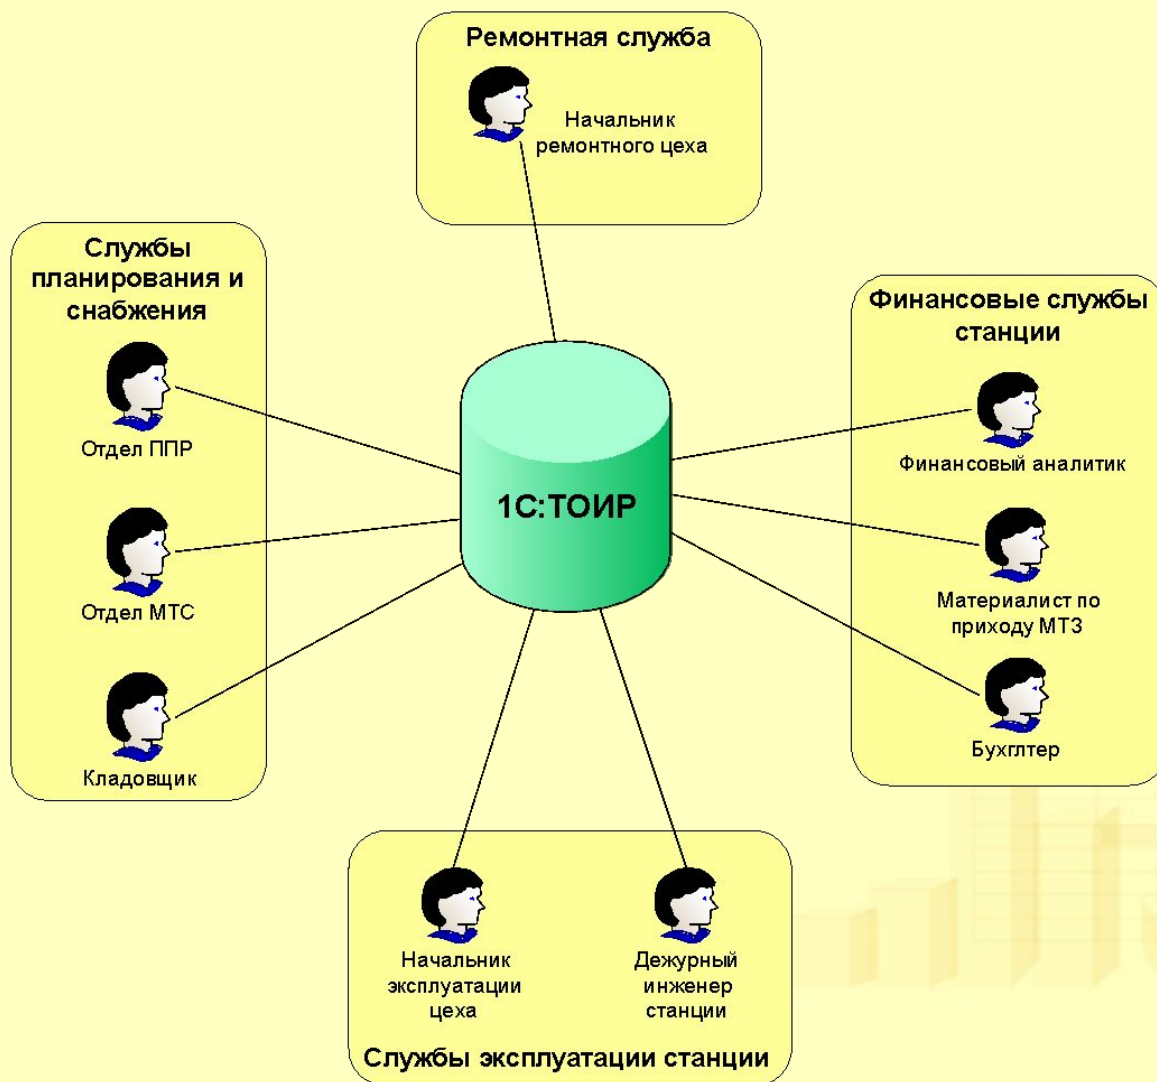 Ремонтная служба
Начальник
ремонтного цеха
Службы
планирования и
снабжения
Отдел ППР
Отдел МТС
Кладовщик
1С:ТОИР
Финансовые службы
станции
Финансовый аналитик
Материалист по
приходу МТЗ
Бухглтер
Начальник
эксплуатации
цеха
Дежурный
инженер
станции
Службы эксплуатации станции